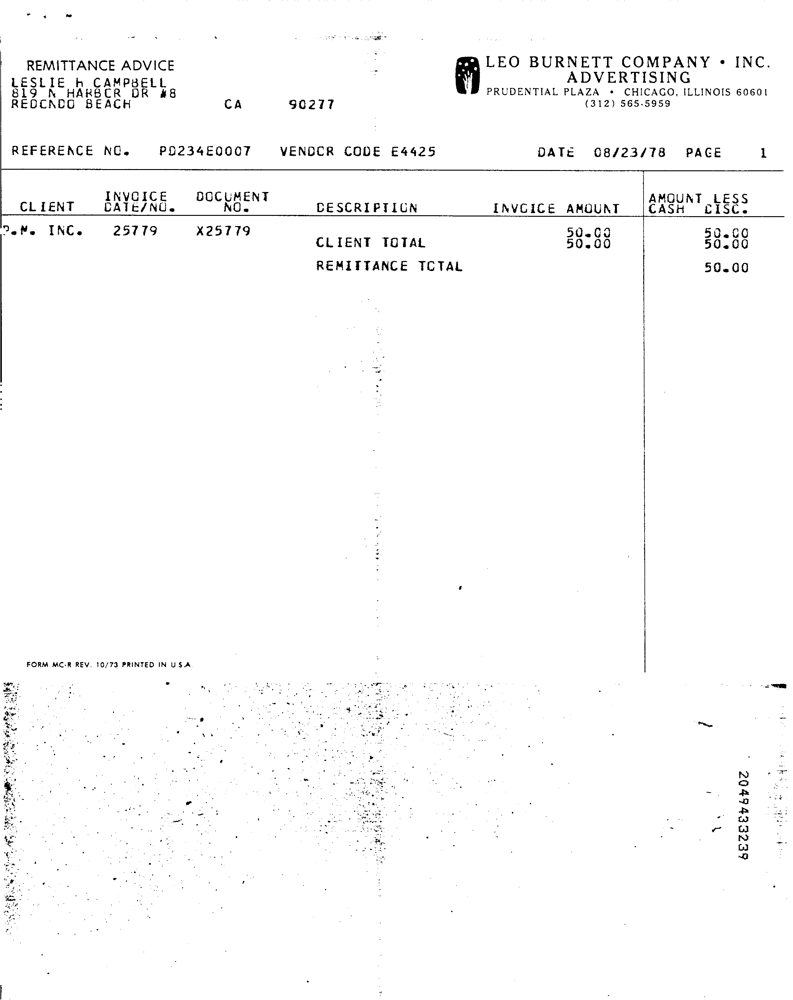 REMITTANCE ADVICE
LESLIE H CAMPBELL
819 N HARBOR DR #8
REDONDO BEACH CA 90277
LEO BURNETT COMPANY • INC.
ADVERTISING
PRUDENTIAL PLAZA • CHICAGO, ILLINOIS 60601
(312) 565-5959
REFERENCE NO. PD234E0007 VENDOR CODE E4425 DATE 08/23/78 PAGE 1
CLIENT INVOICE DATE/NO. DOCUMENT NO. DESCRIPTION INVOICE AMOUNT AMOUNT LESS CASH DISC.
P.M. INC. 25779 X25779 50.00 50.00
CLIENT TOTAL 50.00 50.00
REMITTANCE TOTAL 50.00
FORM MC-R REV. 10/73 PRINTED IN U.S.A.
2049433239